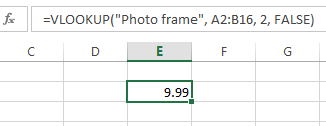 fx =VLOOKUP("Photo frame", A2:B16, 2, FALSE)
C D E F G
9.99